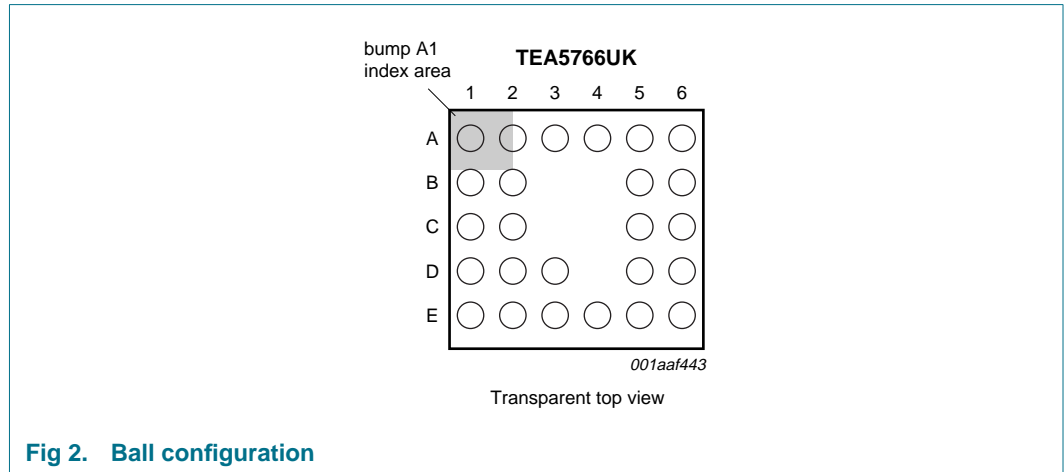 bump A1
index area
TEA5766UK
1 2 3 4 5 6
A
B
C
D
E
001aaf443
Transparent top view
Fig 2. Ball configuration